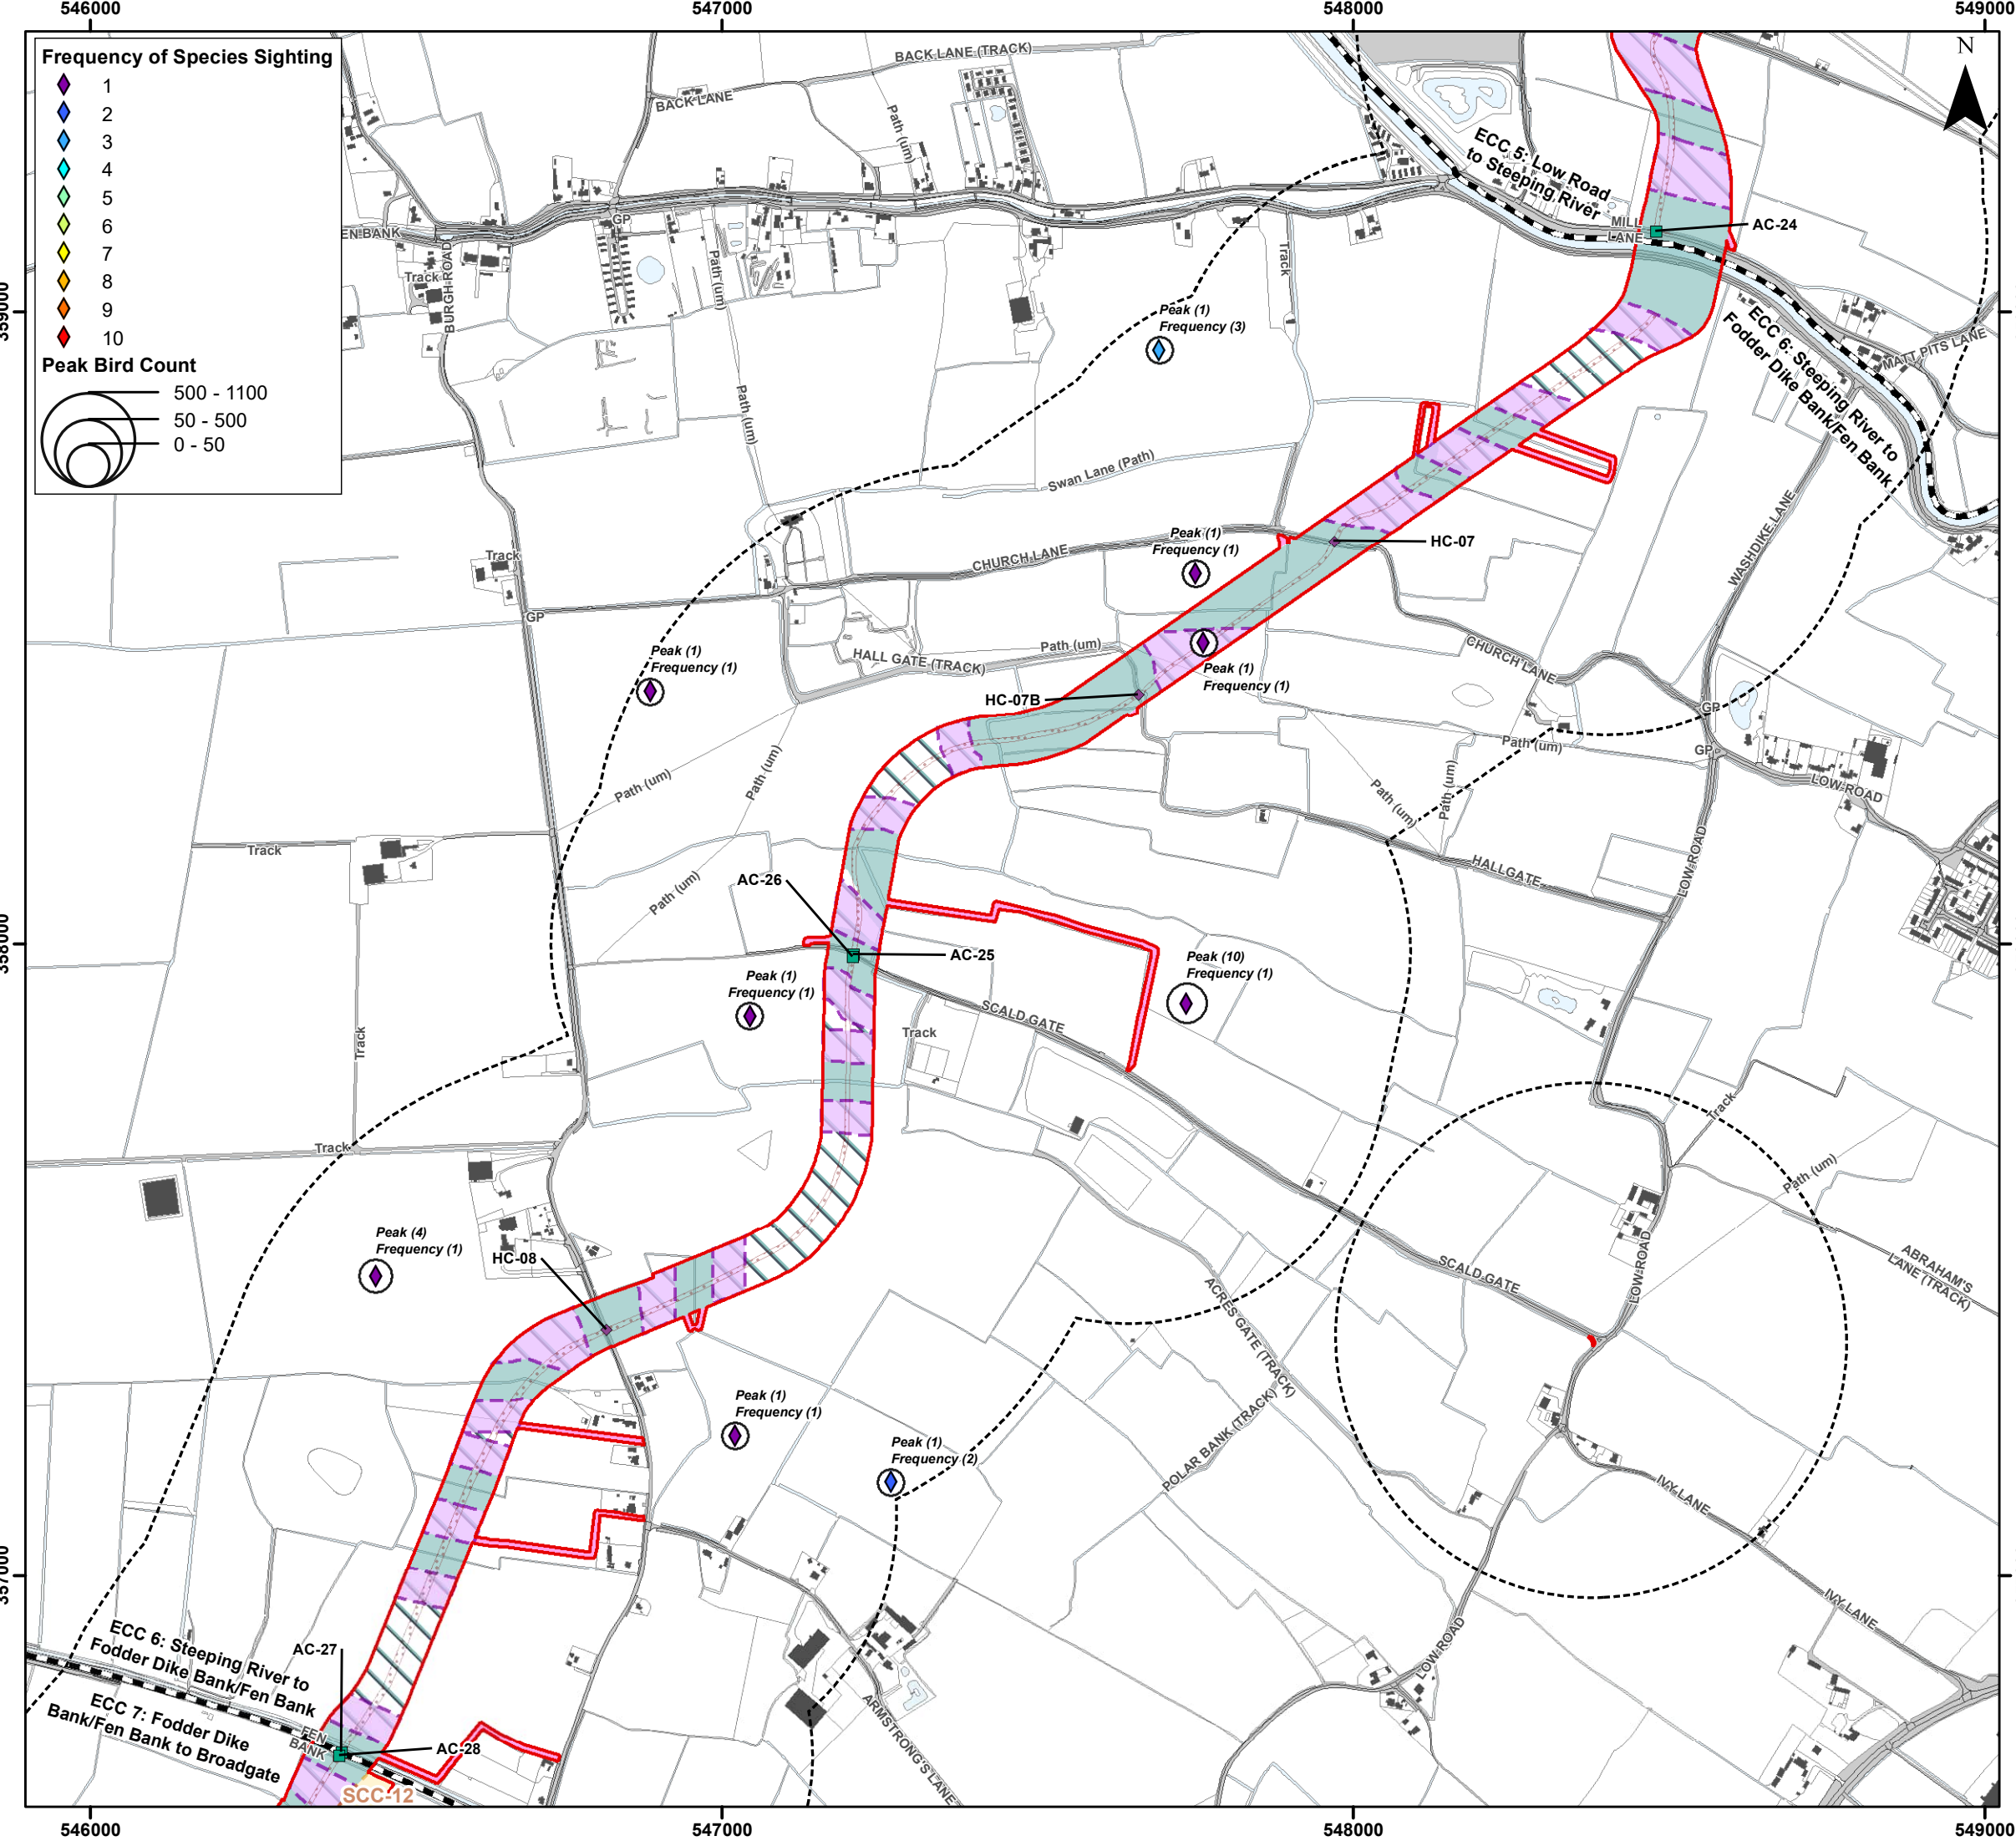 546000
547000
548000
549000
Frequency of Species Sighting
1
2
3
4
5
6
7
8
9
10
Peak Bird Count
500 - 1100
50 - 500
0 - 50
N
BACK LANE (TRACK)
BACK LANE
Path (um)
ECC 5: Low Road
to Steeping River
MILL
LANE
AC-24
GP
EN BANK
Track
BURGH ROAD
Path (um)
Track
359000
Peak (1)
Frequency (3)
ECC 6: Steeping River to
Fodder Dike Bank/Fen Bank
MATT PITS LANE
Path (um)
Swan Lane (Path)
WASHDIKE LANE
Track
CHURCH LANE
Peak (1)
Frequency (1)
HC-07
GP
Peak (1)
Frequency (1)
HALL GATE (TRACK)
Path (um)
Peak (1)
Frequency (1)
CHURCH LANE
HC-07B
GP
Path (um)
GP
LOW ROAD
Path (um)
Path (um)
Path (um)
Path (um)
Track
Path (um)
HALLGATE
LOW ROAD
AC-26
AC-25
358000
Peak (1)
Frequency (1)
Peak (10)
Frequency (1)
SCALD GATE
Track
Track
Track
Track
Path (um)
Peak (4)
Frequency (1)
HC-08
SCALD GATE
LOW ROAD
ABRAHAM'S
LANE (TRACK)
ACRES GATE (TRACK)
Peak (1)
Frequency (1)
POLAR BANK (TRACK)
Peak (1)
Frequency (2)
IVY LANE
357000
IVY LANE
LOW ROAD
ECC 6: Steeping River to
Fodder Dike Bank/Fen Bank
AC-27
ECC 7: Fodder Dike
Bank/Fen Bank to Broadgate
FEN
BANK
AC-28
SCC-12
ARMSTRONG'S LANE
546000
547000
548000
549000